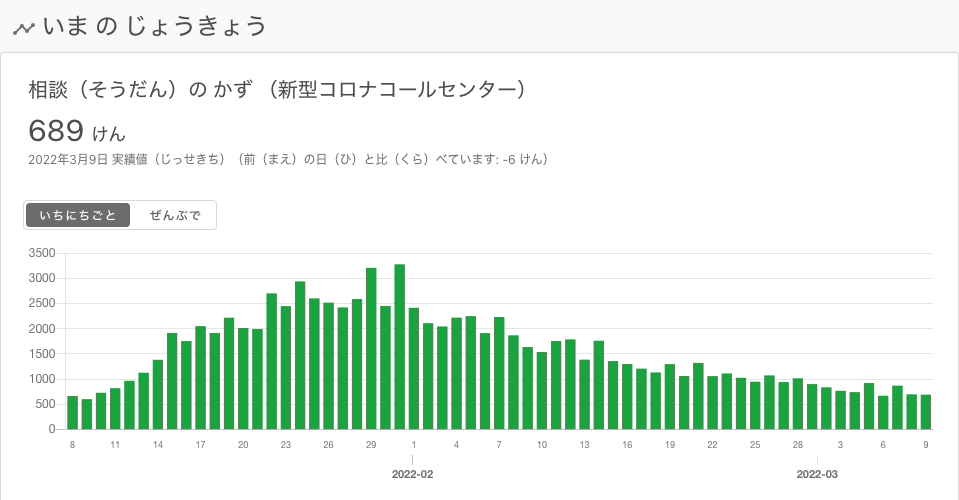 いま の じょうきょう
相談（そうだん）の かず （新型コロナコールセンター）
689 けん
2022年3月9日 実績値（じっせきち）（前（まえ）の日（ひ）と比（くら）べています: -6 けん）
いちにちごと ぜんぶで
3500
3000
2500
2000
1500
1000
500
0
8 11 14 17 20 23 26 29 1 4 7 10 13 16 19 22 25 28 3 6 9
2022-02 2022-03